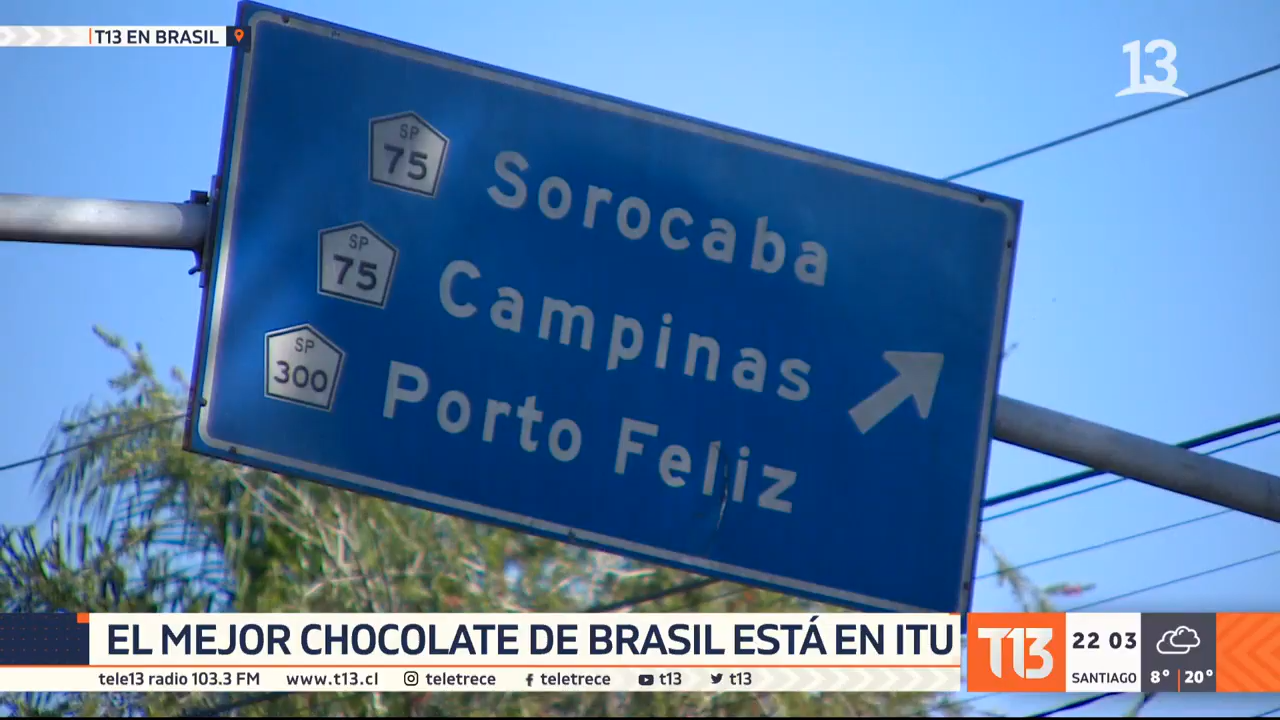 T13 EN BRASIL
13
SP
75
Sorocaba
SP
75
Campinas
SP
300
Porto Feliz
EL MEJOR CHOCOLATE DE BRASIL ESTÁ EN ITU
T13
22 03
SANTIAGO
8° 20°
tele13 radio 103.3 FM www.t13.cl teletrece teletrece t13 t13